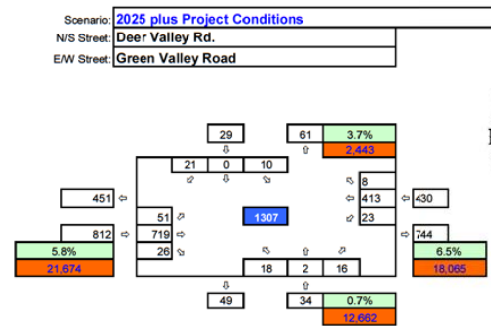 Scenario: 2025 plus Project Conditions
N/S Street: Deer Valley Rd.
E/W Street: Green Valley Road
29 61 3.7%
2,443
21 0 10
8
451 413 430
51 1307 23
812 719 744
5.8% 26 6.5%
21,674 18 2 16 18,065
49 34 0.7%
12,662